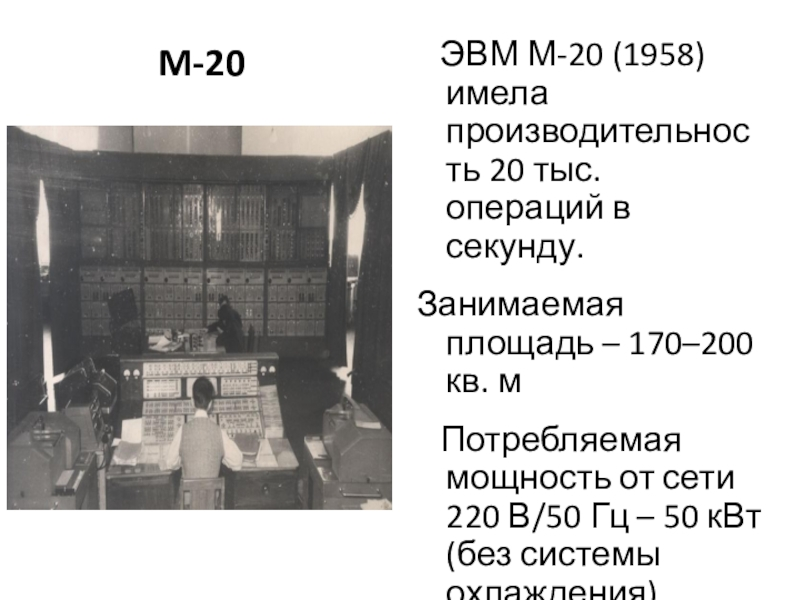 М-20
ЭВМ М-20 (1958)
имела
производительнос
ть 20 тыс.
операций в
секунду.
Занимаемая
площадь – 170–200
кв. м
Потребляемая
мощность от сети
220 В/50 Гц – 50 кВт
(без системы
охлаждения)